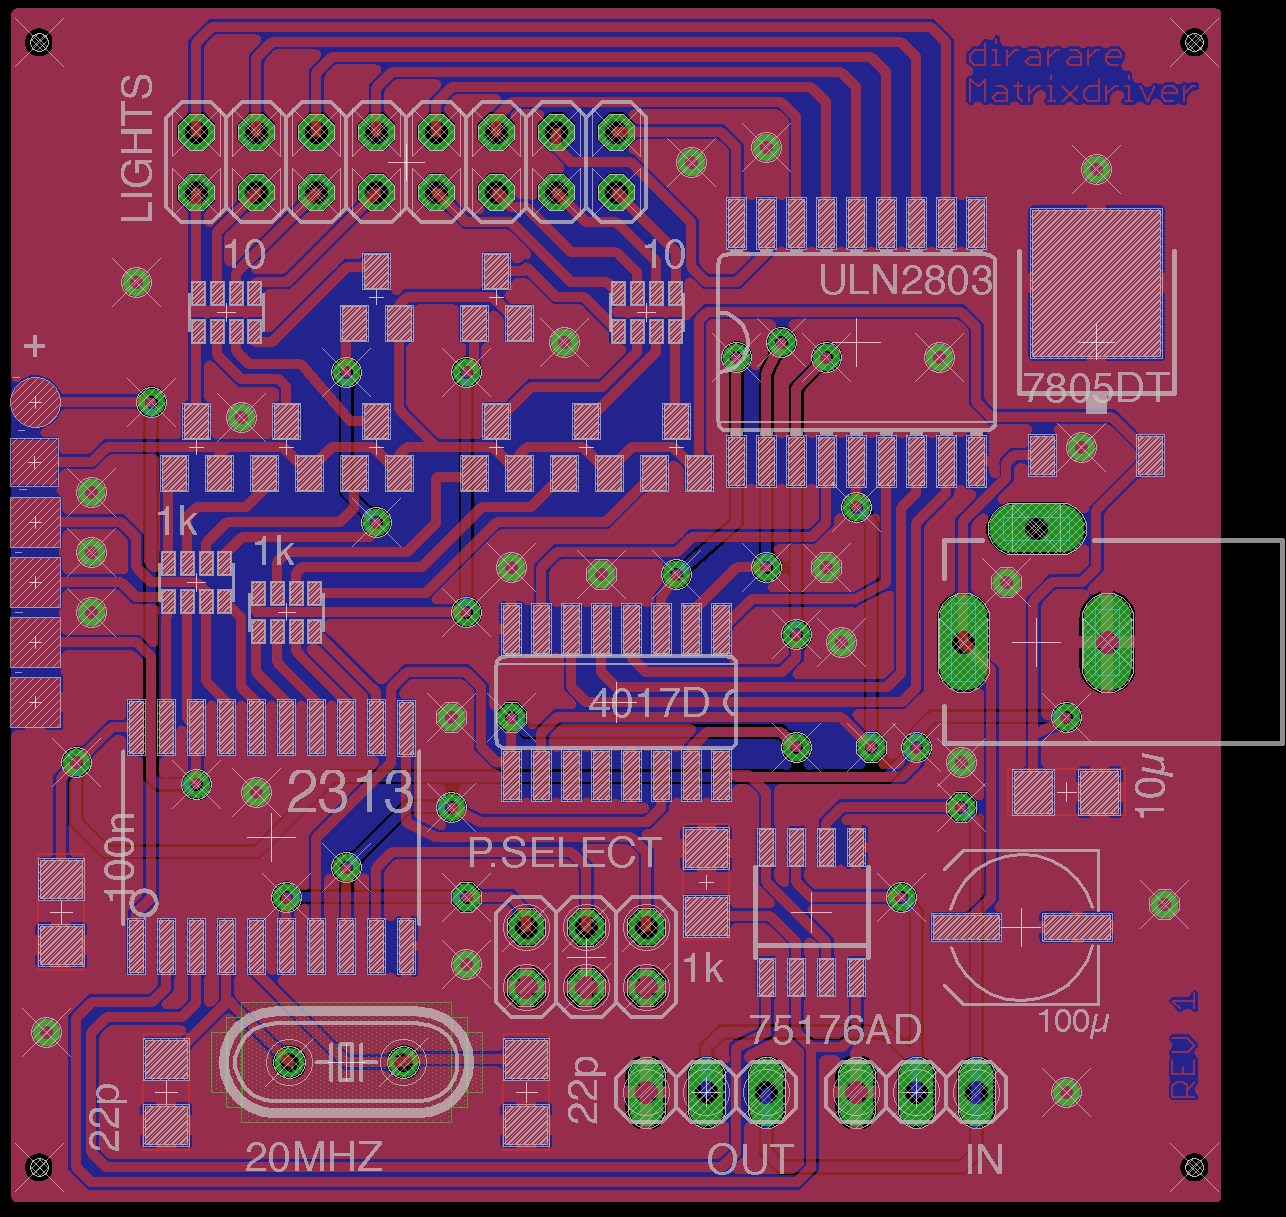 dirarare
Matrixdriver
LIGHTS
10
10
ULN2803
+
7805DT
1k
1k
4017D
2313
100n
P.SELECT
10µ
1k
75176AD
100µ
REV 1
22p
22p
20MHZ
OUT
IN